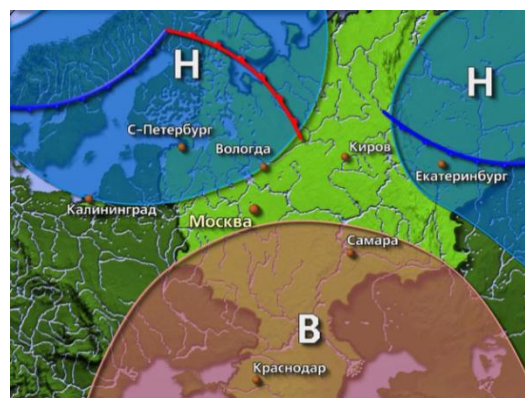 Н
Н
С-Петербург
Вологда
Киров
Екатеринбург
Калининград
Москва
Самара
В
Краснодар